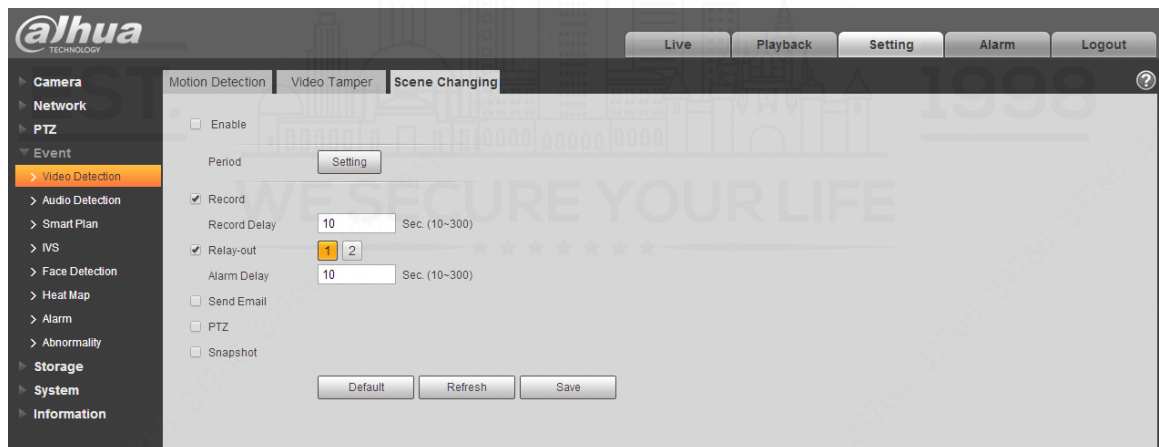 alhua
TECHNOLOGY
Live Playback Setting Alarm Logout
Camera
Network
PTZ
Event
Video Detection
Audio Detection
Smart Plan
IVS
Face Detection
Heat Map
Alarm
Abnormality
Storage
System
Information
Motion Detection Video Tamper Scene Changing ?
EST. 1998
Enable
Period Setting
WE SECURE YOUR LIFE
Record
Record Delay 10 Sec. (10~300)
Relay-out 1 2
Alarm Delay 10 Sec. (10~300)
Send Email
PTZ
Snapshot
Default Refresh Save